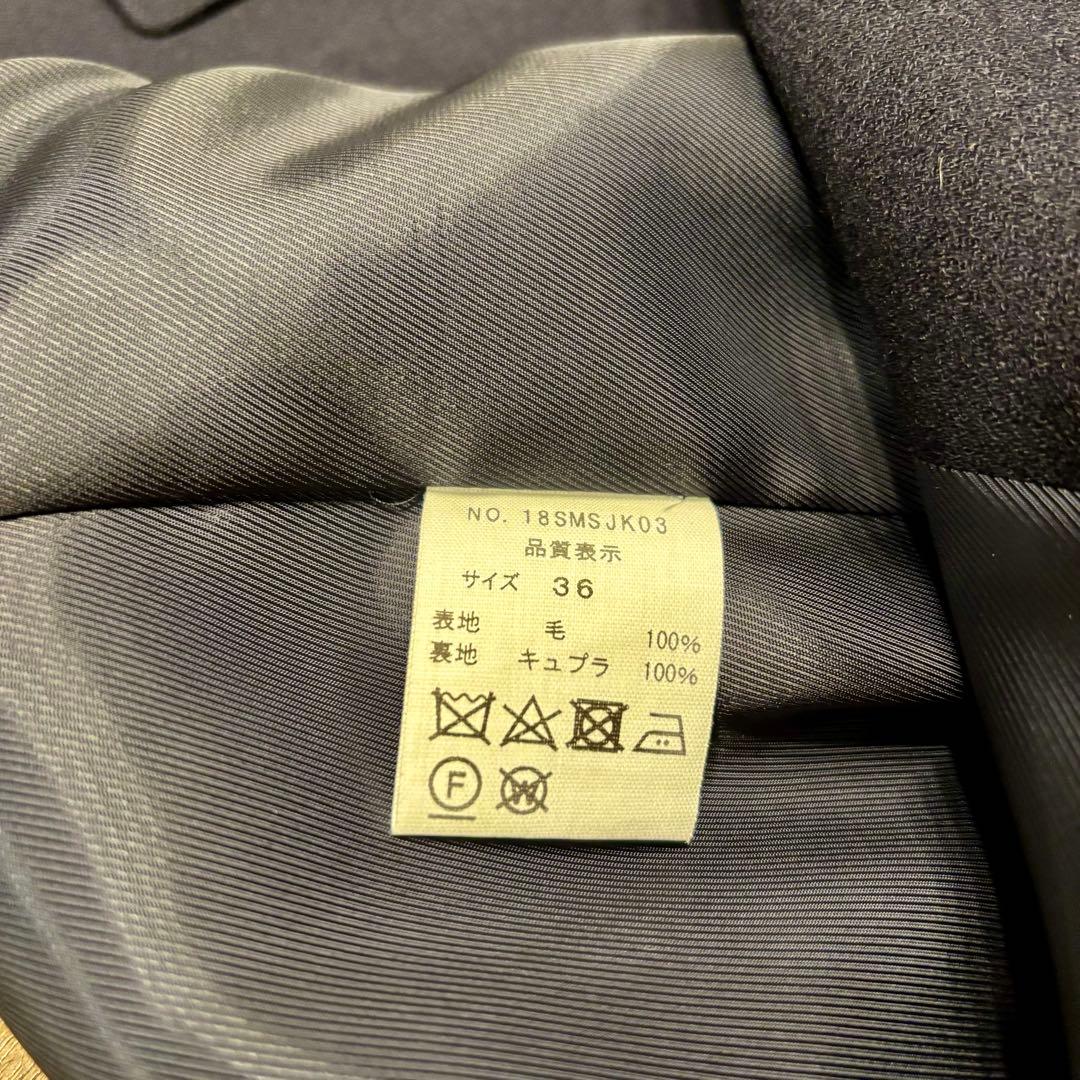 NO. 18SMSJK03
品質表示
サイズ 36
表地 毛 100%
裏地 キュプラ 100%
F W